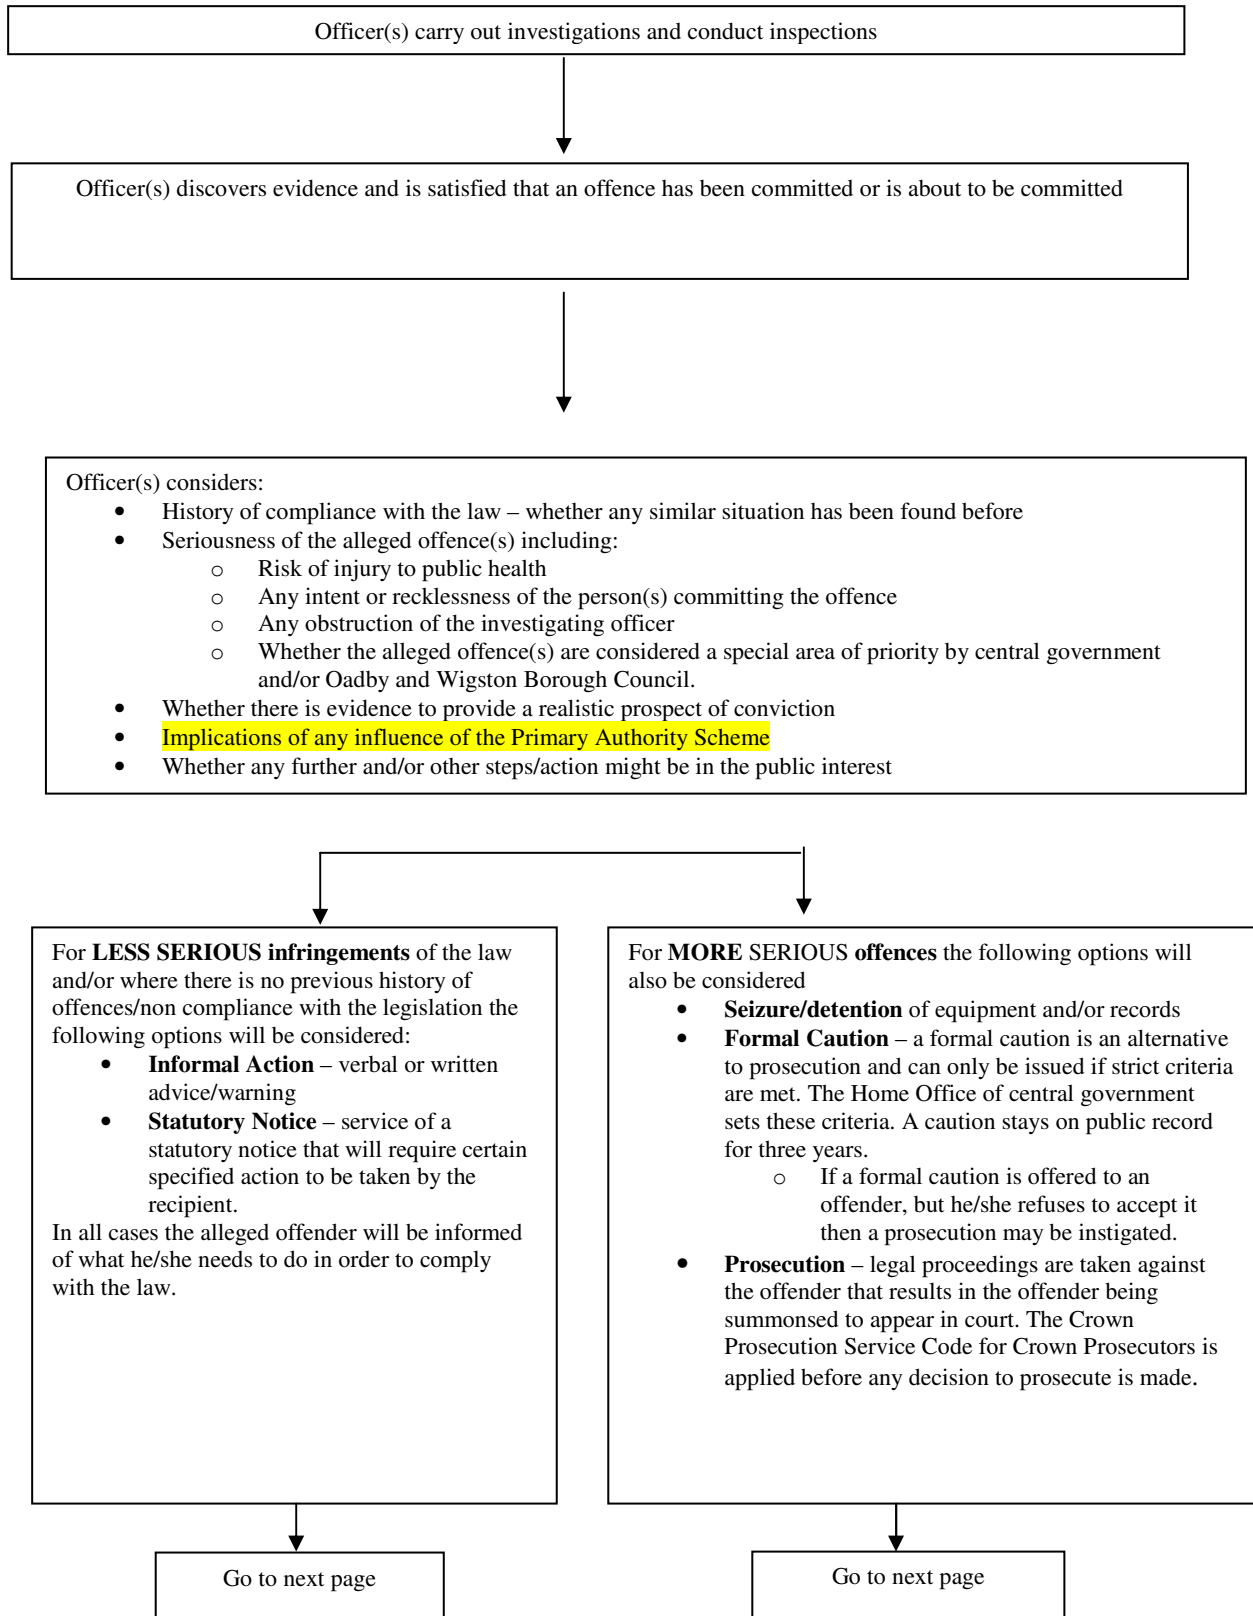 Officer(s) carry out investigations and conduct inspections
Officer(s) discovers evidence and is satisfied that an offence has been committed or is about to be committed
Officer(s) considers:
• History of compliance with the law – whether any similar situation has been found before
• Seriousness of the alleged offence(s) including:
o Risk of injury to public health
o Any intent or recklessness of the person(s) committing the offence
o Any obstruction of the investigating officer
o Whether the alleged offence(s) are considered a special area of priority by central government
and/or Oadby and Wigston Borough Council.
• Whether there is evidence to provide a realistic prospect of conviction
• Implications of any influence of the Primary Authority Scheme
• Whether any further and/or other steps/action might be in the public interest
For LESS SERIOUS infringements of the law
and/or where there is no previous history of
offences/non compliance with the legislation the
following options will be considered:
• Informal Action – verbal or written
advice/warning
• Statutory Notice – service of a
statutory notice that will require certain
specified action to be taken by the
recipient.
In all cases the alleged offender will be informed
of what he/she needs to do in order to comply
with the law.
For MORE SERIOUS offences the following options will
also be considered
• Seizure/detention of equipment and/or records
• Formal Caution – a formal caution is an alternative
to prosecution and can only be issued if strict criteria
are met. The Home Office of central government
sets these criteria. A caution stays on public record
for three years.
o If a formal caution is offered to an
offender, but he/she refuses to accept it
then a prosecution may be instigated.
• Prosecution – legal proceedings are taken against
the offender that results in the offender being
summonsed to appear in court. The Crown
Prosecution Service Code for Crown Prosecutors is
applied before any decision to prosecute is made.
Go to next page
Go to next page